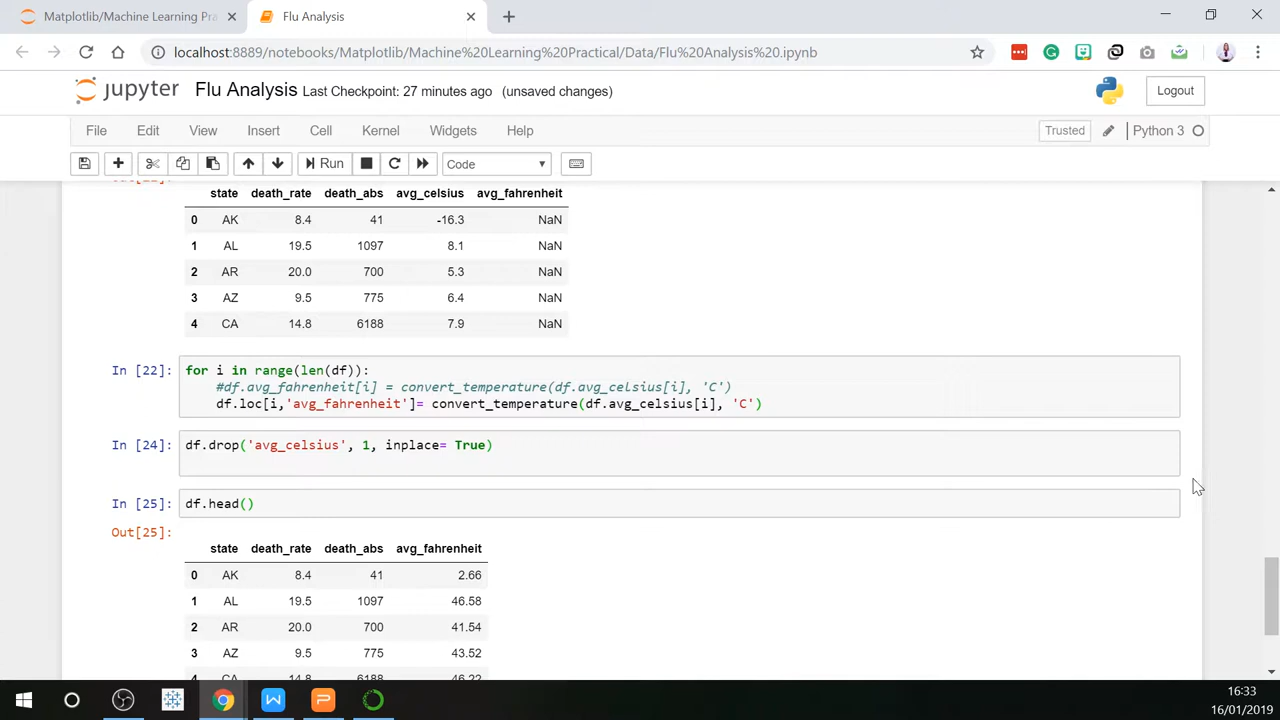 Matplotlib/Machine Learning Pra
Flu Analysis
localhost:8889/notebooks/Matplotlib/Machine%20Learning%20Practical/Data/Flu%20Analysis%20.ipynb
jupyter Flu Analysis Last Checkpoint: 27 minutes ago (unsaved changes)
Logout
File Edit View Insert Cell Kernel Widgets Help
Trusted
Python 3
Run
Code
state death_rate death_abs avg_celsius avg_fahrenheit
0 AK 8.4 41 -16.3 NaN
1 AL 19.5 1097 8.1 NaN
2 AR 20.0 700 5.3 NaN
3 AZ 9.5 775 6.4 NaN
4 CA 14.8 6188 7.9 NaN
In [22]: for i in range(len(df)):
#df.avg_fahrenheit[i] = convert_temperature(df.avg_celsius[i], 'C')
df.loc[i,'avg_fahrenheit']= convert_temperature(df.avg_celsius[i], 'C')
In [24]: df.drop('avg_celsius', 1, inplace= True)
In [25]: df.head()
Out[25]:
state death_rate death_abs avg_fahrenheit
0 AK 8.4 41 2.66
1 AL 19.5 1097 46.58
2 AR 20.0 700 41.54
3 AZ 9.5 775 43.52
4 CA 14.8 6188 46.22
16:33
16/01/2019